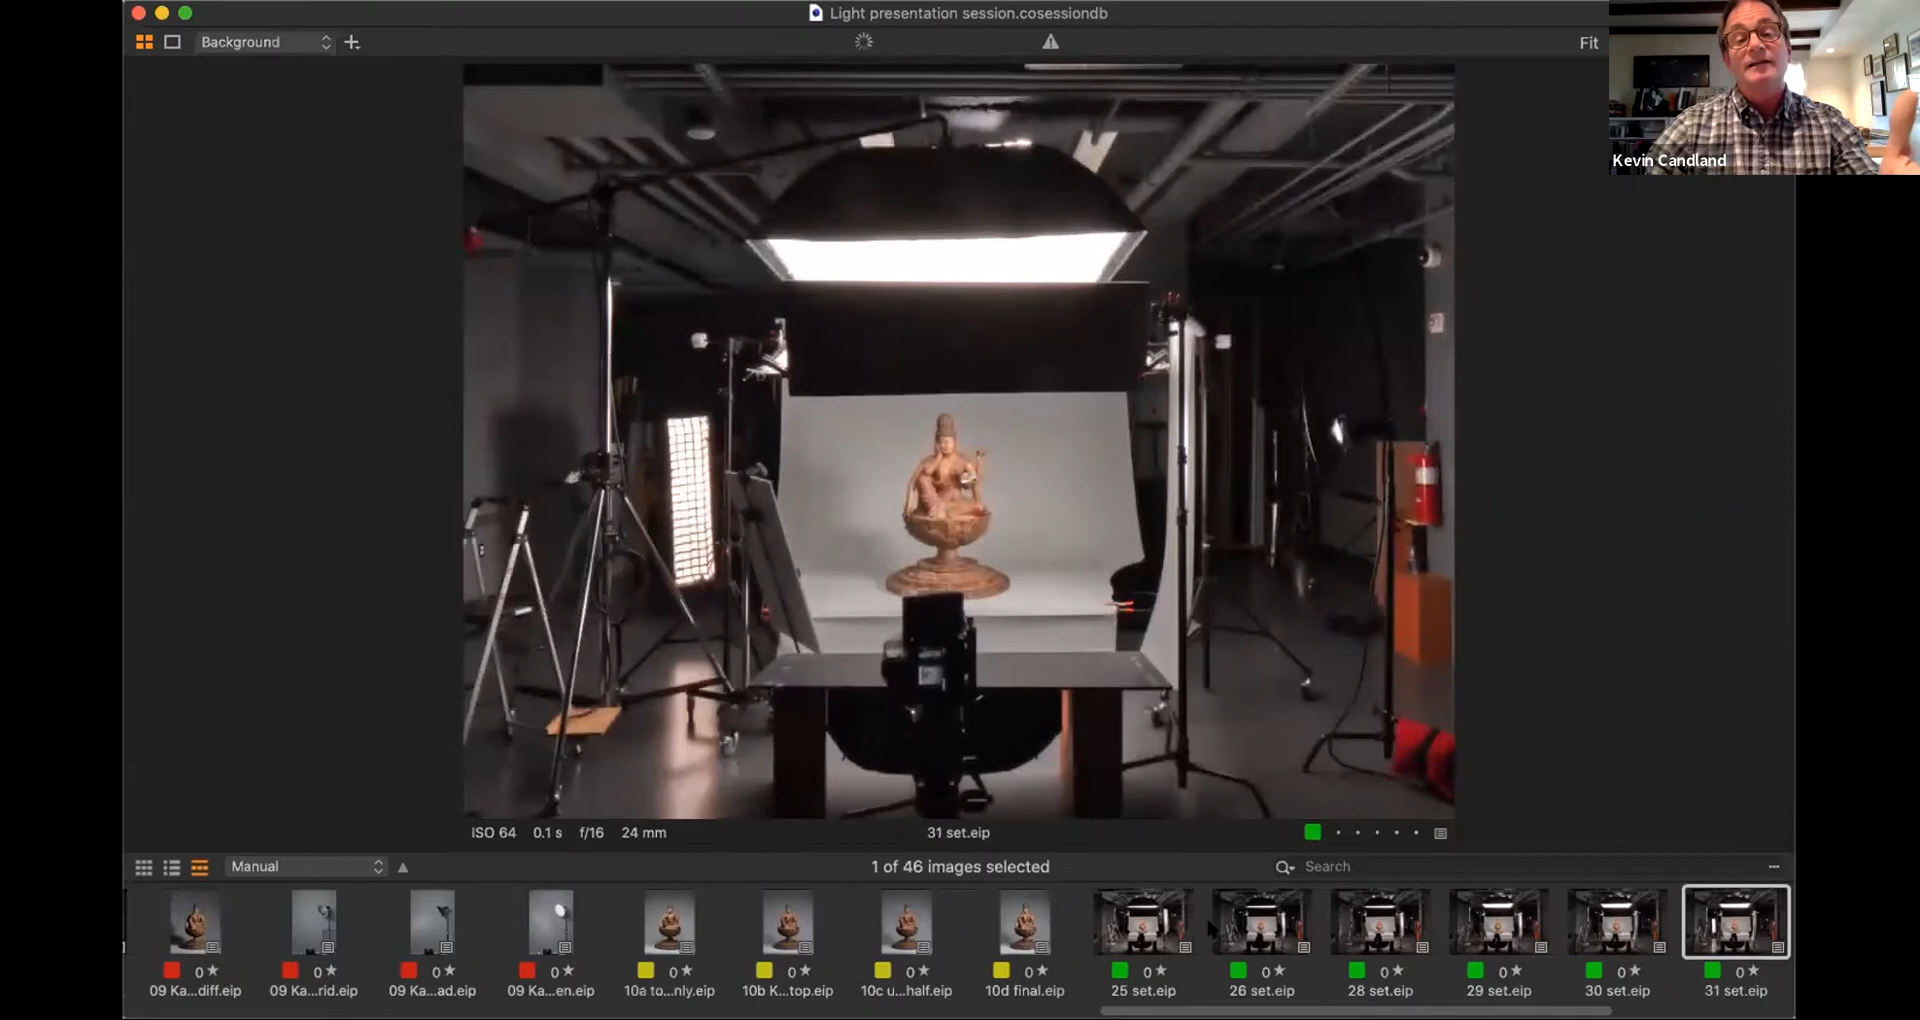 Light presentation session.cosessiondb
Background
Fit
Kevin Candland
ISO 64 0.1 s f/16 24 mm
31 set.eip
Manual
1 of 46 images selected
Search
0 0 0 0 0 0 0 0 0 0 0 0 0 0
09 Ka...diff.eip
09 Ka...rid.eip
09 Ka...ad.eip
09 Ka...en.eip
10a to...nly.eip
10b K...top.eip
10c u...half.eip
10d final.eip
25 set.eip
26 set.eip
28 set.eip
29 set.eip
30 set.eip
31 set.eip